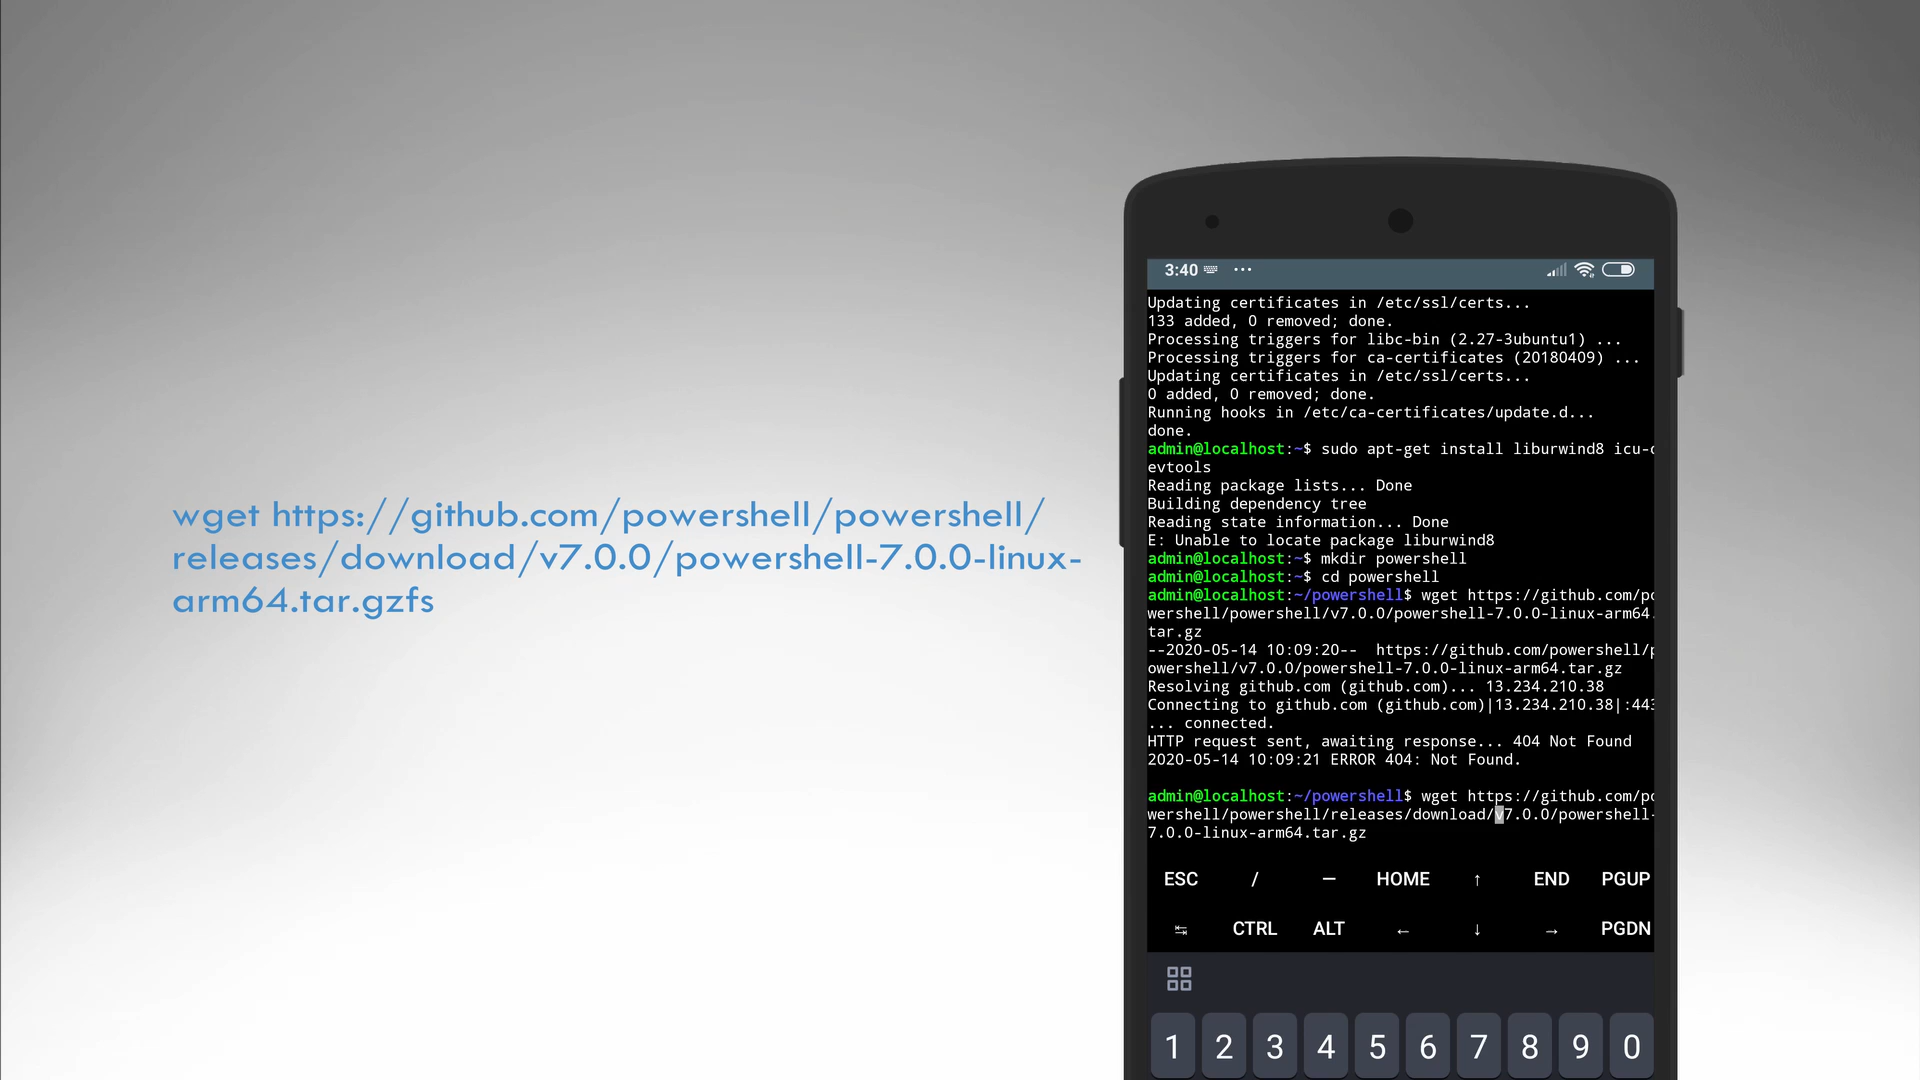 wget https://github.com/powershell/powershell/
releases/download/v7.0.0/powershell-7.0.0-linux-
arm64.tar.gzfs
3:40
Updating certificates in /etc/ssl/certs...
133 added, 0 removed; done.
Processing triggers for libc-bin (2.27-3ubuntu1) ...
Processing triggers for ca-certificates (20180409) ...
Updating certificates in /etc/ssl/certs...
0 added, 0 removed; done.
Running hooks in /etc/ca-certificates/update.d...
done.
admin@localhost:~$ sudo apt-get install liburwind8 icu-d
evtools
Reading package lists... Done
Building dependency tree
Reading state information... Done
E: Unable to locate package liburwind8
admin@localhost:~$ mkdir powershell
admin@localhost:~$ cd powershell
admin@localhost:~/powershell$ wget https://github.com/po
wershell/powershell/v7.0.0/powershell-7.0.0-linux-arm64.
tar.gz
--2020-05-14 10:09:20--  https://github.com/powershell/p
owershell/v7.0.0/powershell-7.0.0-linux-arm64.tar.gz
Resolving github.com (github.com)... 13.234.210.38
Connecting to github.com (github.com)|13.234.210.38|:443
... connected.
HTTP request sent, awaiting response... 404 Not Found
2020-05-14 10:09:21 ERROR 404: Not Found.
admin@localhost:~/powershell$ wget https://github.com/po
wershell/powershell/releases/download/v7.0.0/powershell-
7.0.0-linux-arm64.tar.gz
ESC / — HOME ↑ END PGUP
↹ CTRL ALT ← ↓ → PGDN
1 2 3 4 5 6 7 8 9 0